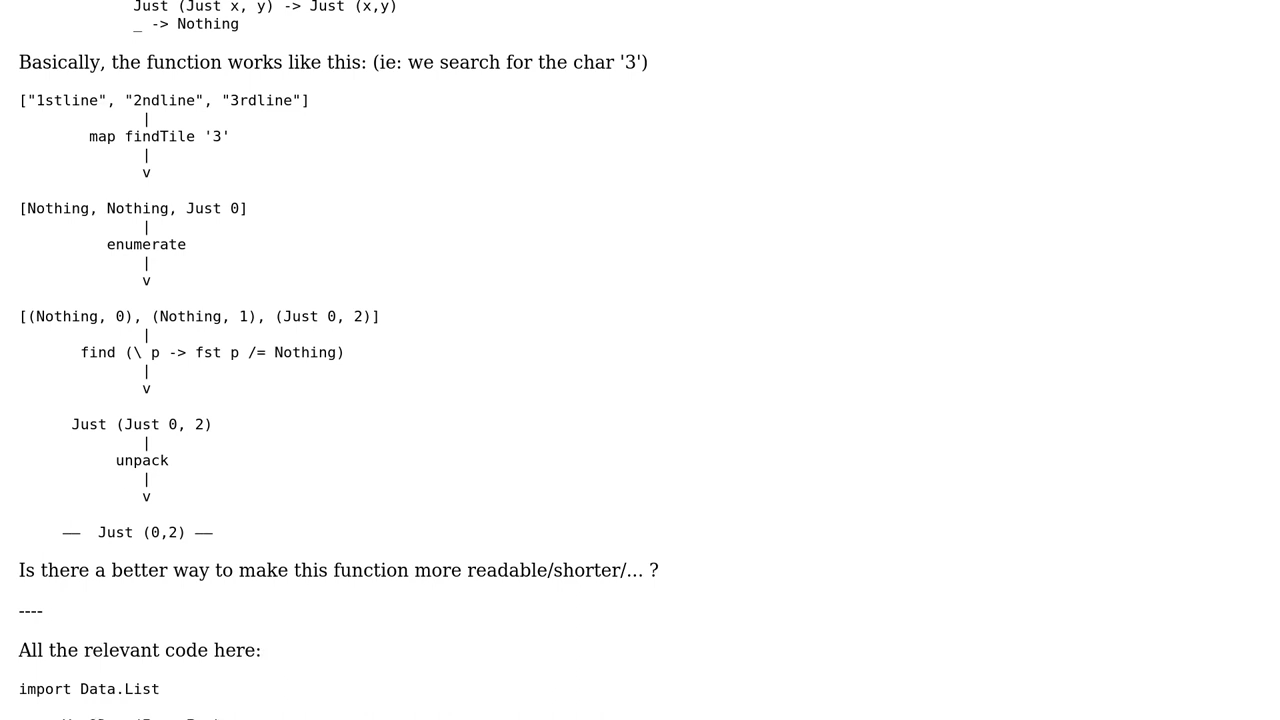 Just (Just x, y) -> Just (x,y)
_ -> Nothing
Basically, the function works like this: (ie: we search for the char '3')
["1stline", "2ndline", "3rdline"]
|
map findTile '3'
|
v
[Nothing, Nothing, Just 0]
|
enumerate
|
v
[(Nothing, 0), (Nothing, 1), (Just 0, 2)]
|
find (\ p -> fst p /= Nothing)
|
v
Just (Just 0, 2)
|
unpack
|
v
—— Just (0,2) ——
Is there a better way to make this function more readable/shorter/... ?
----
All the relevant code here:
import Data.List